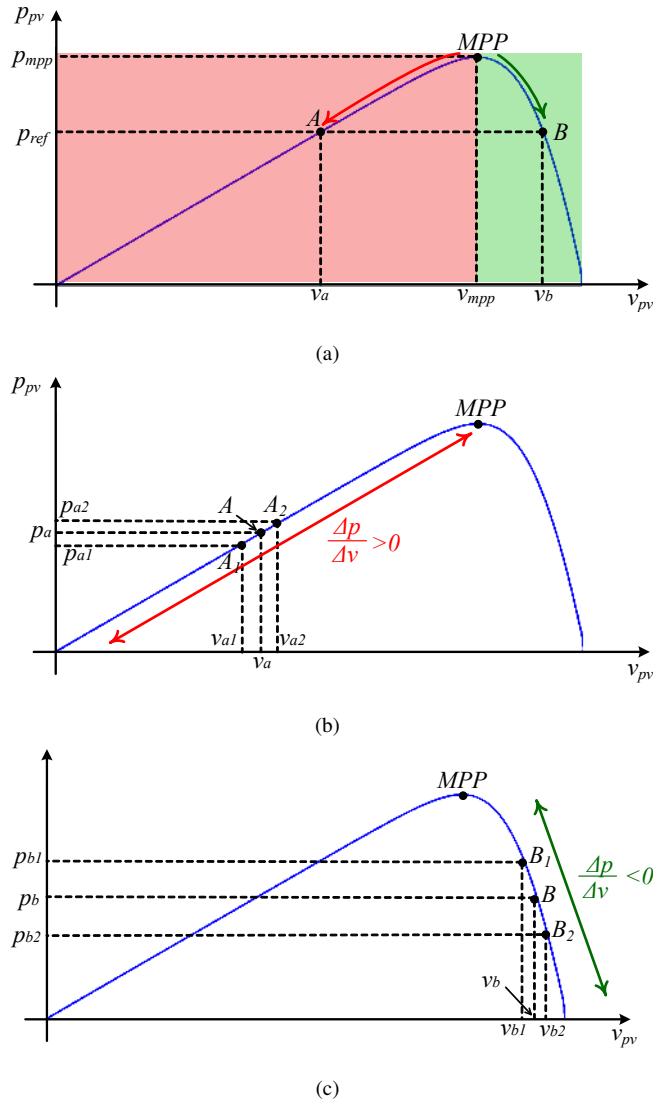 p_pv
MPP
p_mpp
A
p_ref
B
v_a
v_mpp
v_b
v_pv
(a)
p_pv
MPP
p_a2
A
A_2
p_a
Δp/Δv >0
p_a1
A_1
v_a1
v_a2
v_a
v_pv
(b)
MPP
p_b1
B_1
Δp/Δv <0
p_b
B
p_b2
B_2
v_b
v_b1
v_b2
v_pv
(c)